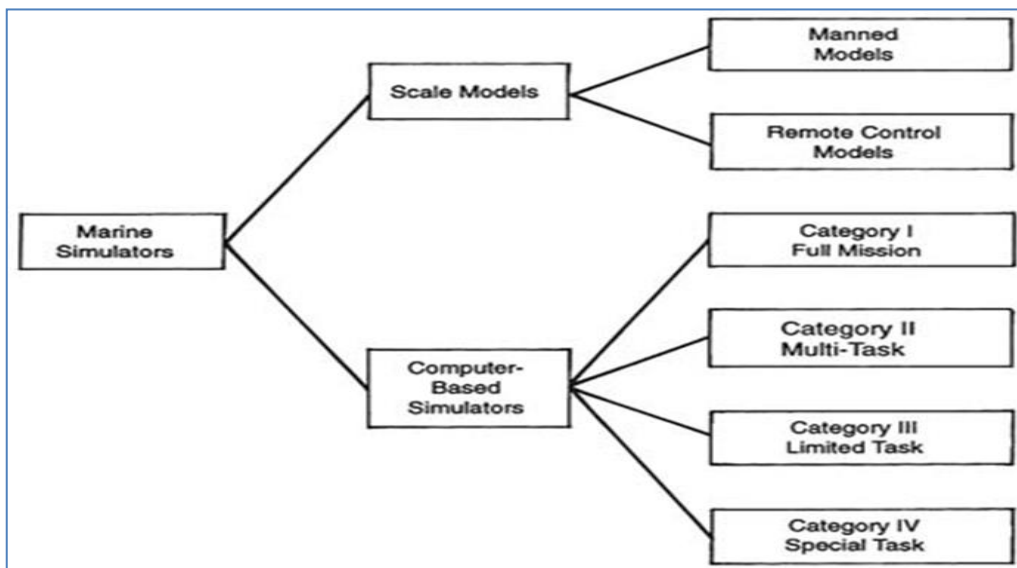 Marine
Simulators
Scale Models
Manned
Models
Remote Control
Models
Computer-
Based
Simulators
Category I
Full Mission
Category II
Multi-Task
Category III
Limited Task
Category IV
Special Task